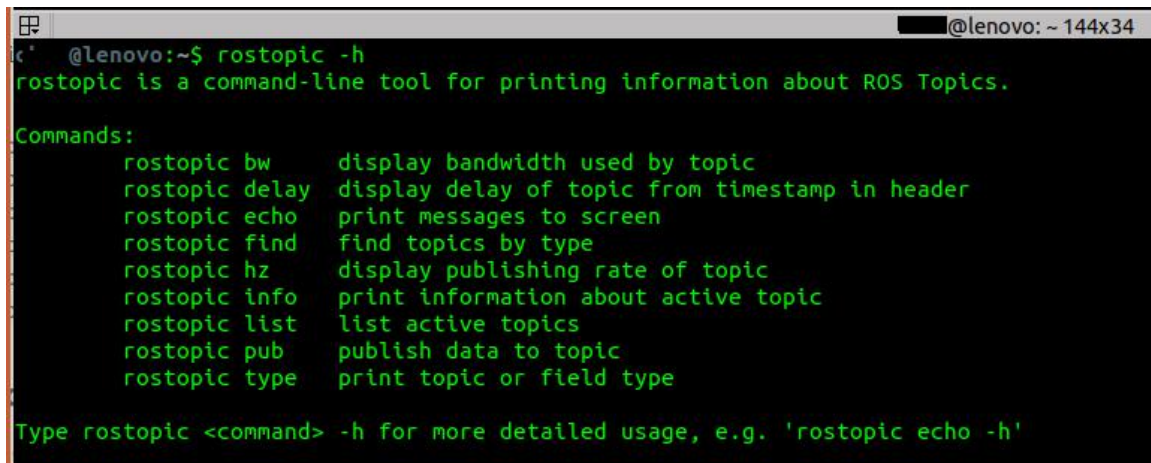 @lenovo: ~ 144x34
@lenovo:~$ rostopic -h
rostopic is a command-line tool for printing information about ROS Topics.
Commands:
rostopic bw display bandwidth used by topic
rostopic delay display delay of topic from timestamp in header
rostopic echo print messages to screen
rostopic find find topics by type
rostopic hz display publishing rate of topic
rostopic info print information about active topic
rostopic list list active topics
rostopic pub publish data to topic
rostopic type print topic or field type
Type rostopic <command> -h for more detailed usage, e.g. 'rostopic echo -h'